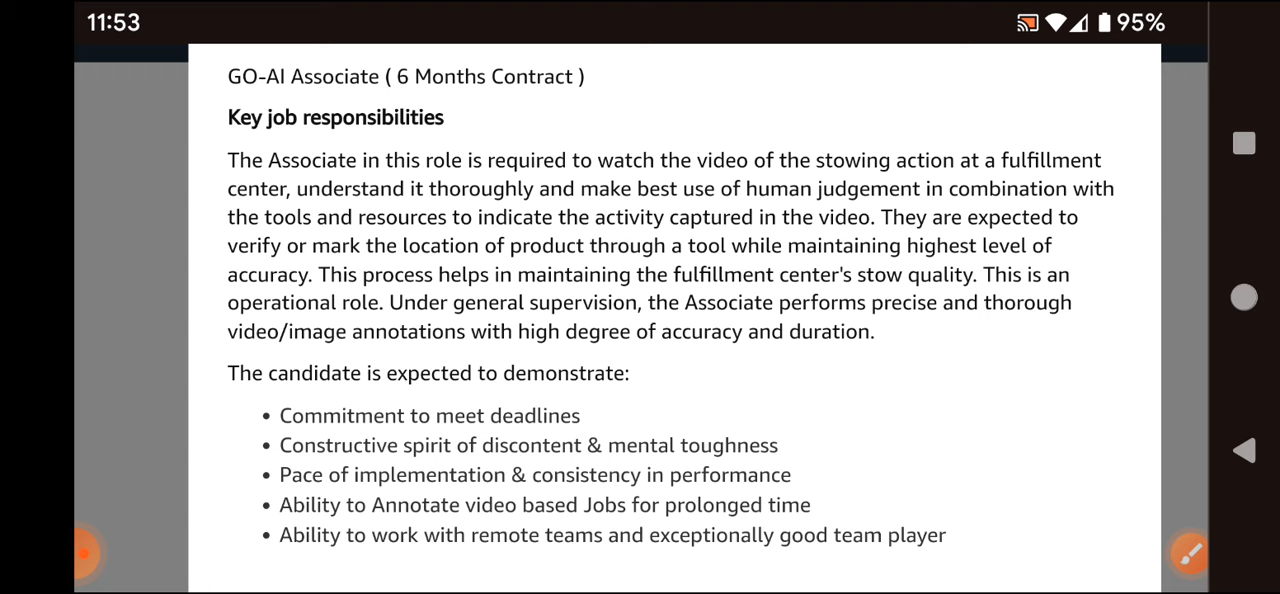 11:53
95%
GO-AI Associate ( 6 Months Contract )
Key job responsibilities
The Associate in this role is required to watch the video of the stowing action at a fulfillment
center, understand it thoroughly and make best use of human judgement in combination with
the tools and resources to indicate the activity captured in the video. They are expected to
verify or mark the location of product through a tool while maintaining highest level of
accuracy. This process helps in maintaining the fulfillment center's stow quality. This is an
operational role. Under general supervision, the Associate performs precise and thorough
video/image annotations with high degree of accuracy and duration.
The candidate is expected to demonstrate:
• Commitment to meet deadlines
• Constructive spirit of discontent & mental toughness
• Pace of implementation & consistency in performance
• Ability to Annotate video based Jobs for prolonged time
• Ability to work with remote teams and exceptionally good team player